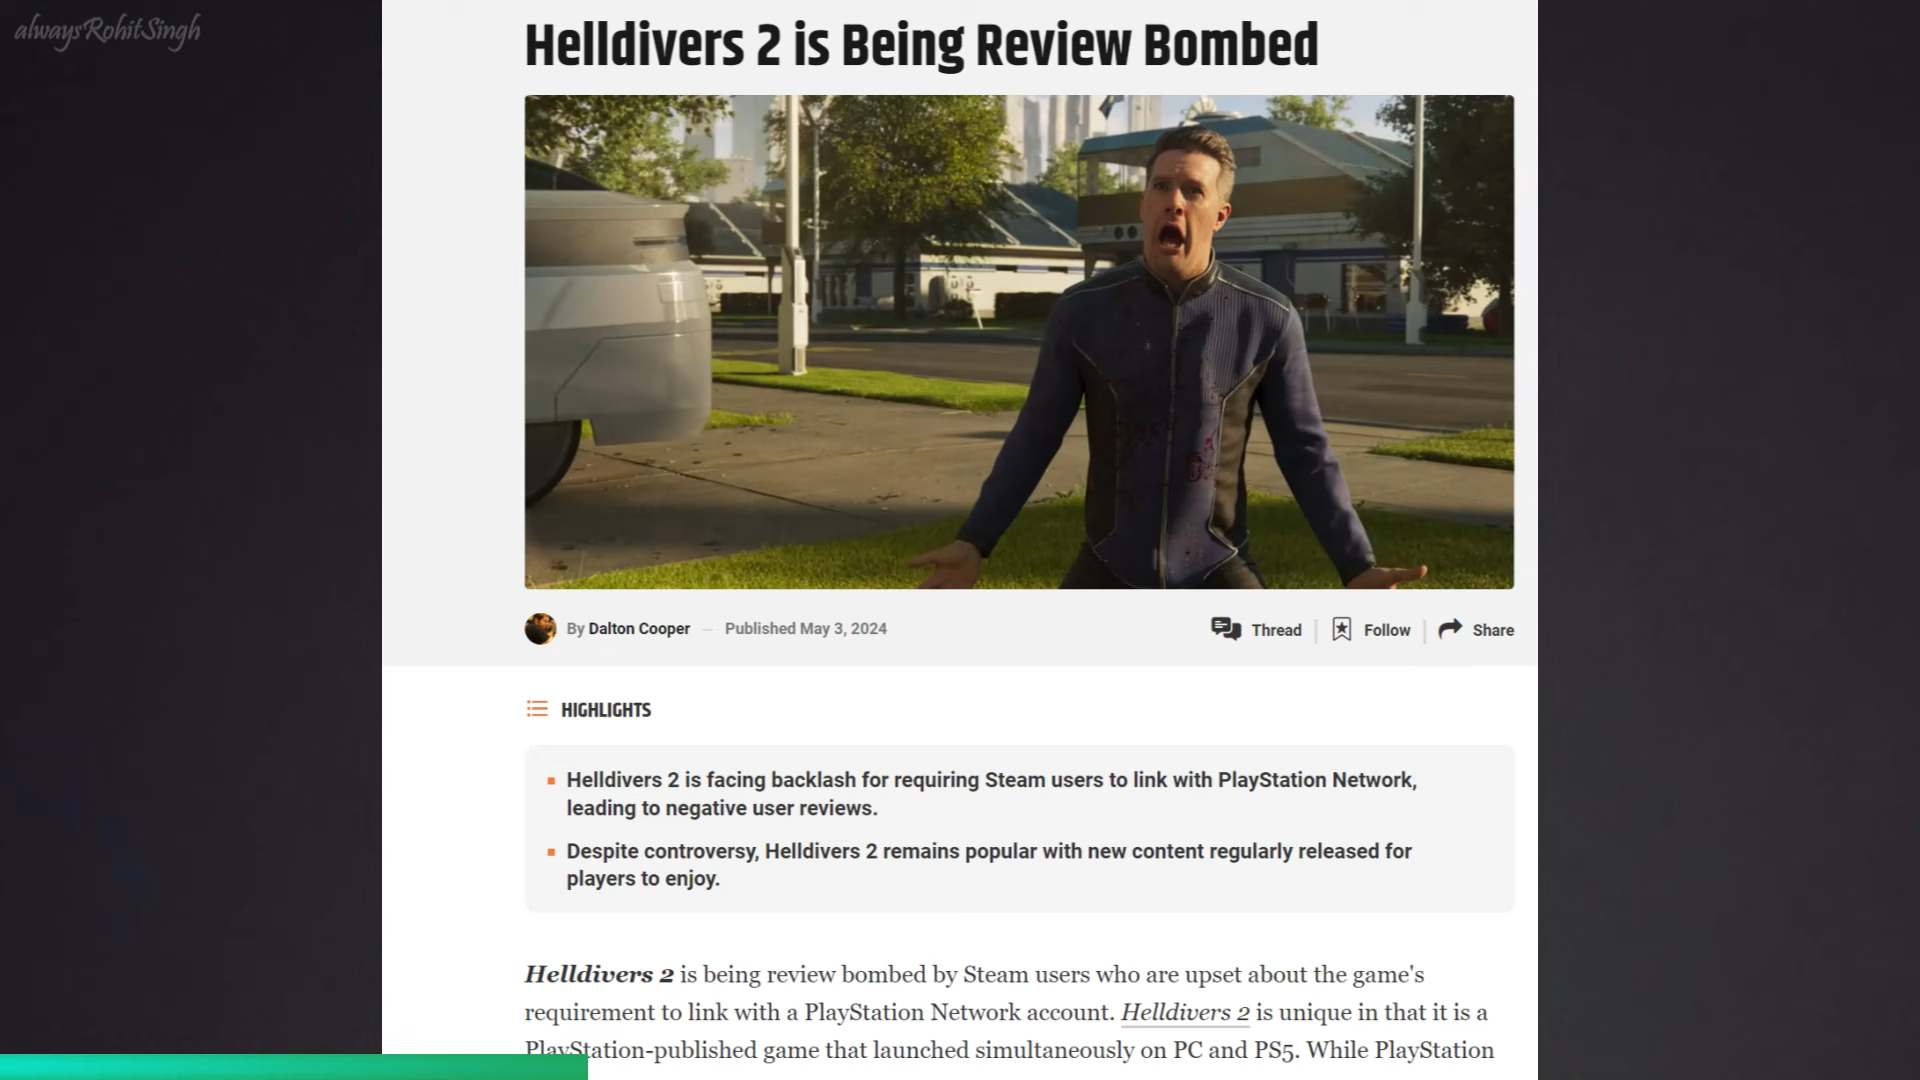 alwaysRohitSingh
Helldivers 2 is Being Review Bombed
By Dalton Cooper — Published May 3, 2024
Thread
Follow
Share
HIGHLIGHTS
Helldivers 2 is facing backlash for requiring Steam users to link with PlayStation Network,
leading to negative user reviews.
Despite controversy, Helldivers 2 remains popular with new content regularly released for
players to enjoy.
Helldivers 2 is being review bombed by Steam users who are upset about the game's
requirement to link with a PlayStation Network account. Helldivers 2 is unique in that it is a
PlayStation-published game that launched simultaneously on PC and PS5. While PlayStation